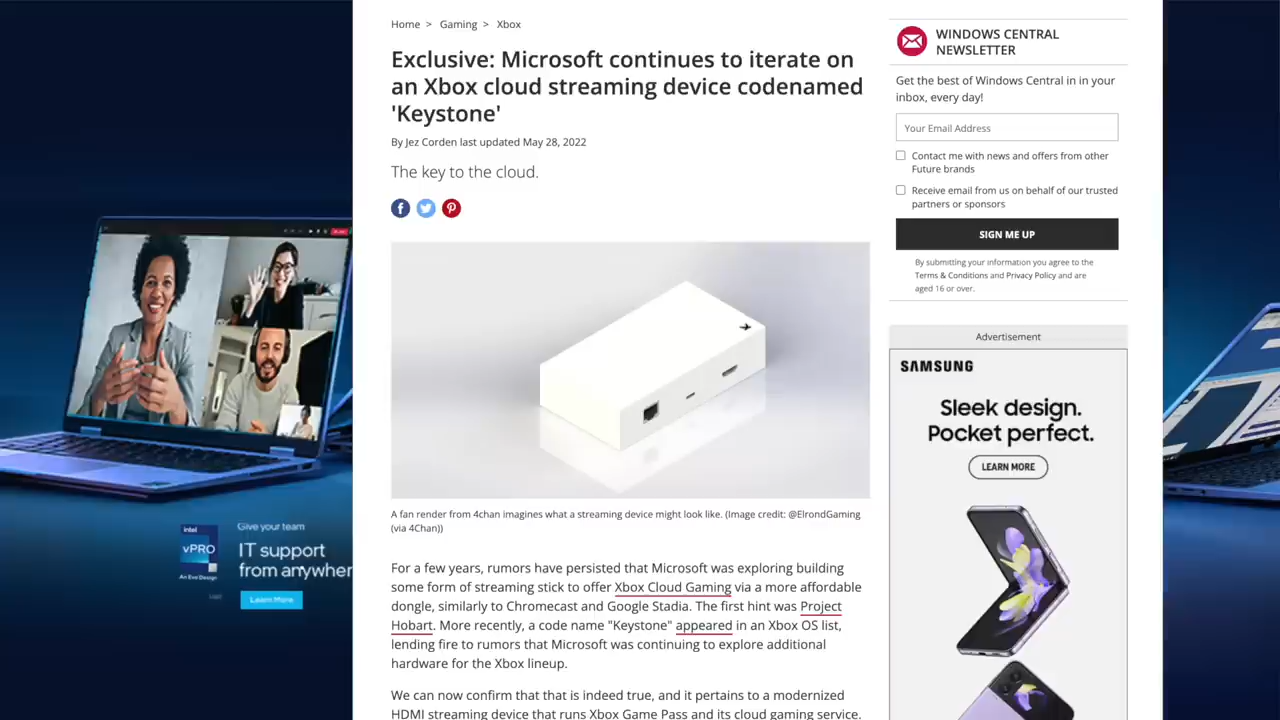 Home > Gaming > Xbox
Exclusive: Microsoft continues to iterate on
an Xbox cloud streaming device codenamed
'Keystone'
By Jez Corden last updated May 28, 2022
The key to the cloud.
A fan render from 4chan imagines what a streaming device might look like. (Image credit: @ElrondGaming
(via 4Chan))
For a few years, rumors have persisted that Microsoft was exploring building
some form of streaming stick to offer Xbox Cloud Gaming via a more affordable
dongle, similarly to Chromecast and Google Stadia. The first hint was Project
Hobart. More recently, a code name "Keystone" appeared in an Xbox OS list,
lending fire to rumors that Microsoft was continuing to explore additional
hardware for the Xbox lineup.
We can now confirm that that is indeed true, and it pertains to a modernized
HDMI streaming device that runs Xbox Game Pass and its cloud gaming service.
WINDOWS CENTRAL
NEWSLETTER
Get the best of Windows Central in in your
inbox, every day!
Your Email Address
Contact me with news and offers from other
Future brands
Receive email from us on behalf of our trusted
partners or sponsors
SIGN ME UP
By submitting your information you agree to the
Terms & Conditions and Privacy Policy and are
aged 16 or over.
Advertisement
SAMSUNG
Sleek design.
Pocket perfect.
LEARN MORE
intel
vPRO
An Evo Design
Give your team
IT support
from anywher
Learn More